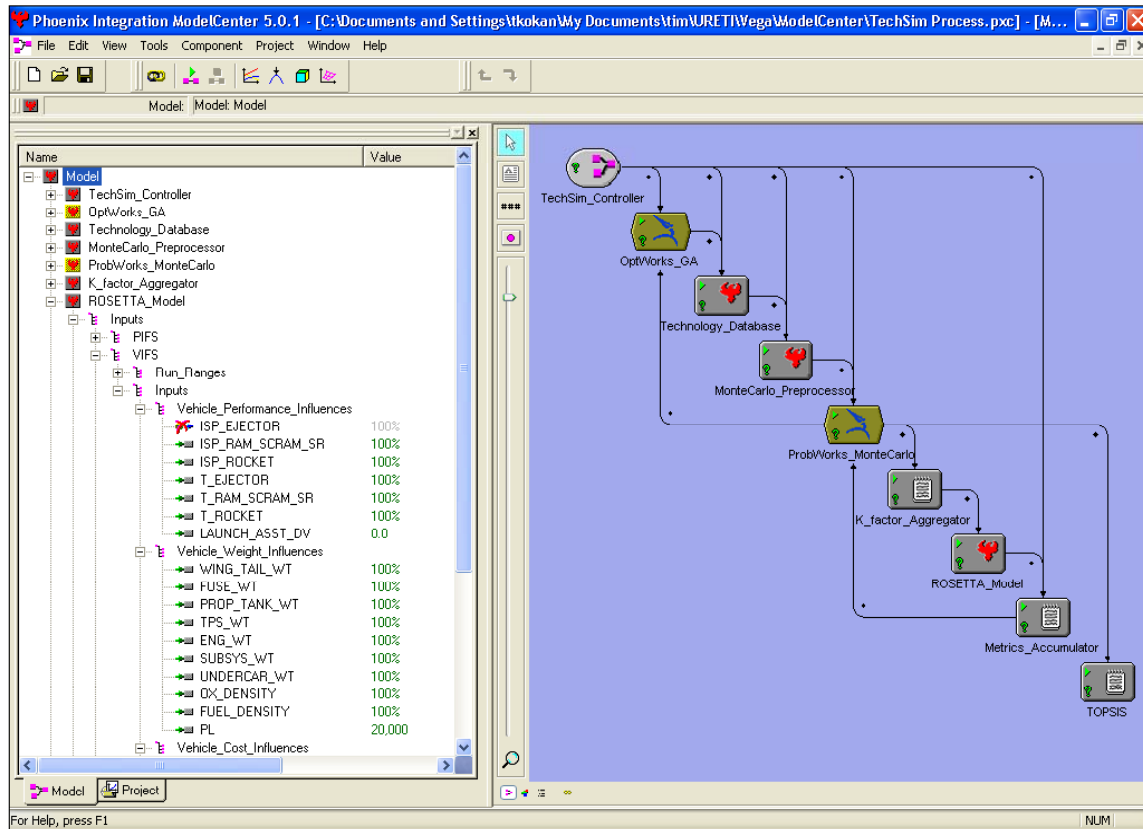 Phoenix Integration ModelCenter 5.0.1 - [C:\Documents and Settings\tkokan\My Documents\tim\URETI\Vega\ModelCenter\TechSim Process.pxc] - [M...
File Edit View Tools Component Project Window Help
Model: Model: Model
Name Value
Model
TechSim_Controller
OptWorks_GA
Technology_Database
MonteCarlo_Preprocessor
ProbWorks_MonteCarlo
K_factor_Aggregator
ROSETTA_Model
Inputs
PIFS
VIFS
Run_Ranges
Inputs
Vehicle_Performance_Influences
ISP_EJECTOR 100%
ISP_RAM_SCRAM_SR 100%
ISP_ROCKET 100%
T_EJECTOR 100%
T_RAM_SCRAM_SR 100%
T_ROCKET 100%
LAUNCH_ASST_DV 0.0
Vehicle_Weight_Influences
WING_TAIL_WT 100%
FUSE_WT 100%
PROP_TANK_WT 100%
TPS_WT 100%
ENG_WT 100%
SUBSYS_WT 100%
UNDERCAR_WT 100%
OX_DENSITY 100%
FUEL_DENSITY 100%
PL 20,000
Vehicle_Cost_Influences
Model Project
###
TechSim_Controller
OptWorks_GA
Technology_Database
MonteCarlo_Preprocessor
ProbWorks_MonteCarlo
K_factor_Aggregator
ROSETTA_Model
Metrics_Accumulator
TOPSIS
For Help, press F1 NUM